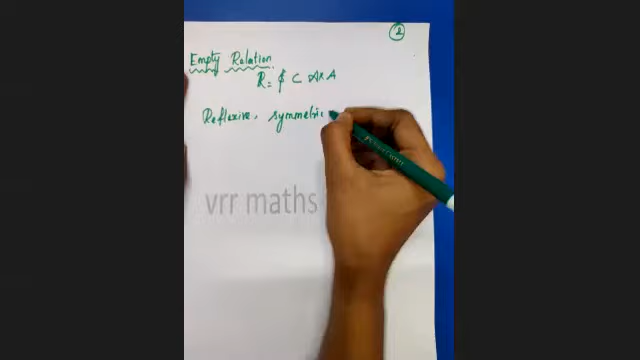 2
Empty Relation
R = ϕ ⊂ A×A
Reflexive, symmetric
vrr maths